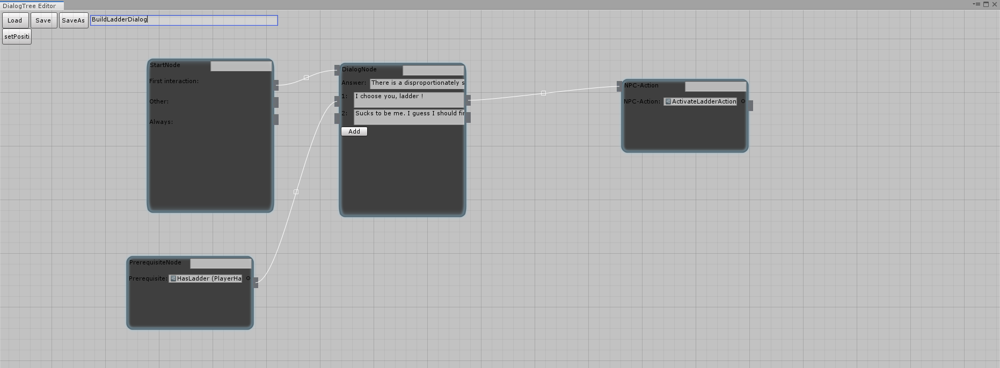 DialogTree Editor
Load Save SaveAs BuildLadderDialog
setPositi
StartNode
First interaction:
Other:
Always:
DialogNode
Answer: There is a disproportionately s
1: I choose you, ladder !
2: Sucks to be me. I guess I should fin
Add
NPC-Action
NPC-Action: ActivateLadderAction
PrerequisiteNode
Prerequisite: HasLadder (PlayerHa